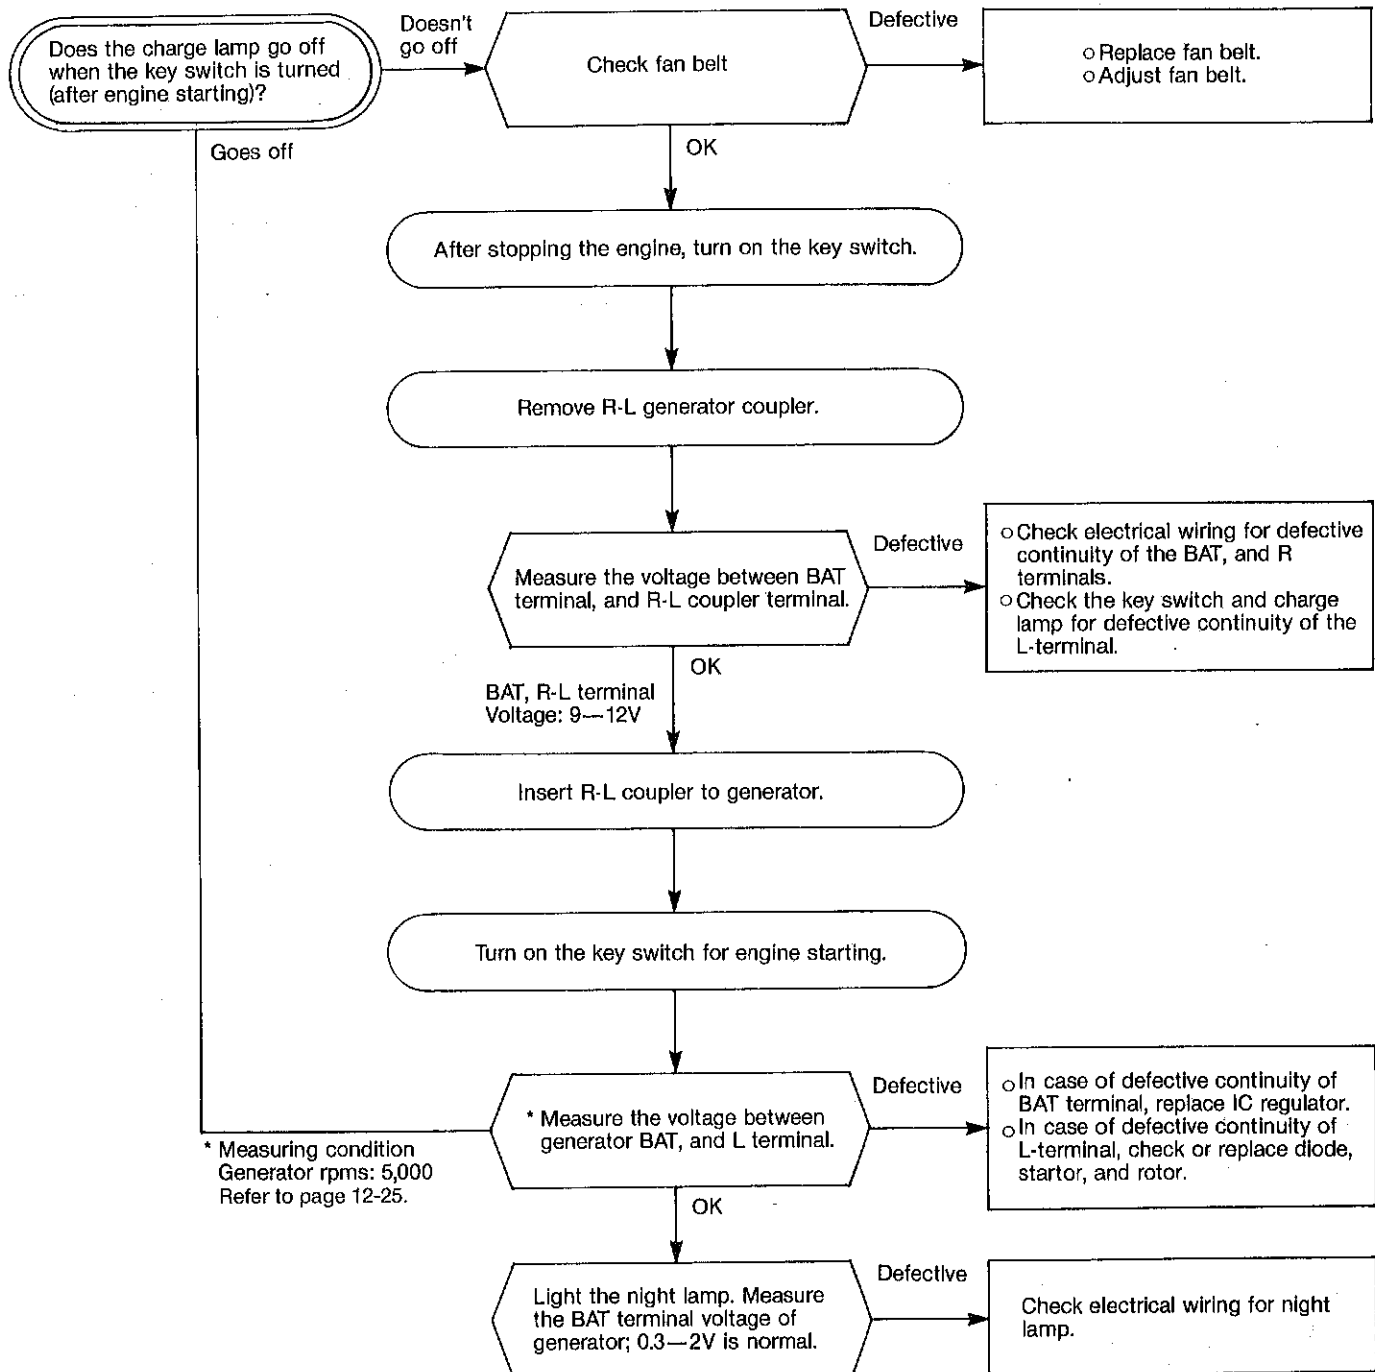 Does the charge lamp go off
when the key switch is turned
(after engine starting)?
Doesn't
go off
Check fan belt
Defective
○ Replace fan belt.
○ Adjust fan belt.
Goes off
OK
After stopping the engine, turn on the key switch.
Remove R-L generator coupler.
Measure the voltage between BAT
terminal, and R-L coupler terminal.
Defective
○ Check electrical wiring for defective
continuity of the BAT, and R
terminals.
○ Check the key switch and charge
lamp for defective continuity of the
L-terminal.
OK
BAT, R-L terminal
Voltage: 9—12V
Insert R-L coupler to generator.
Turn on the key switch for engine starting.
* Measure the voltage between
generator BAT, and L terminal.
Defective
○ In case of defective continuity of
BAT terminal, replace IC regulator.
○ In case of defective continuity of
L-terminal, check or replace diode,
startor, and rotor.
* Measuring condition
Generator rpms: 5,000
Refer to page 12-25.
OK
Light the night lamp. Measure
the BAT terminal voltage of
generator; 0.3—2V is normal.
Defective
Check electrical wiring for night
lamp.